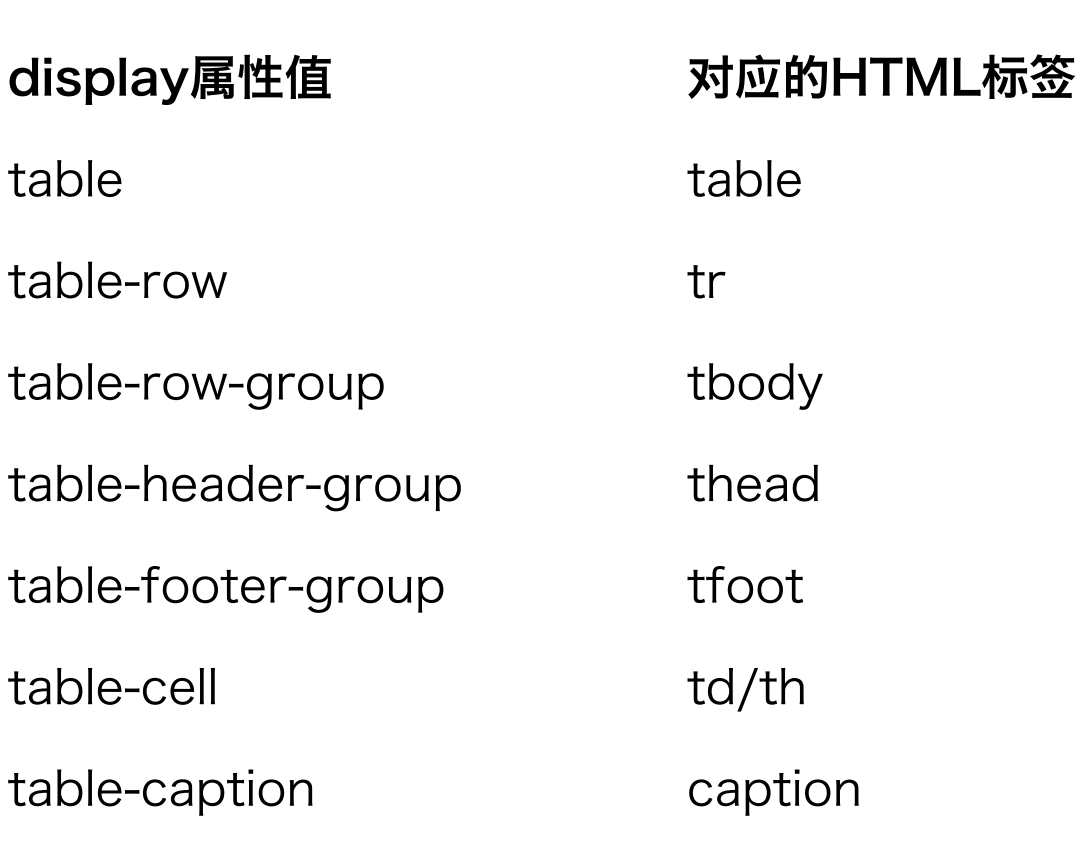 display属性值 对应的HTML标签
table table
table-row tr
table-row-group tbody
table-header-group thead
table-footer-group tfoot
table-cell td/th
table-caption caption